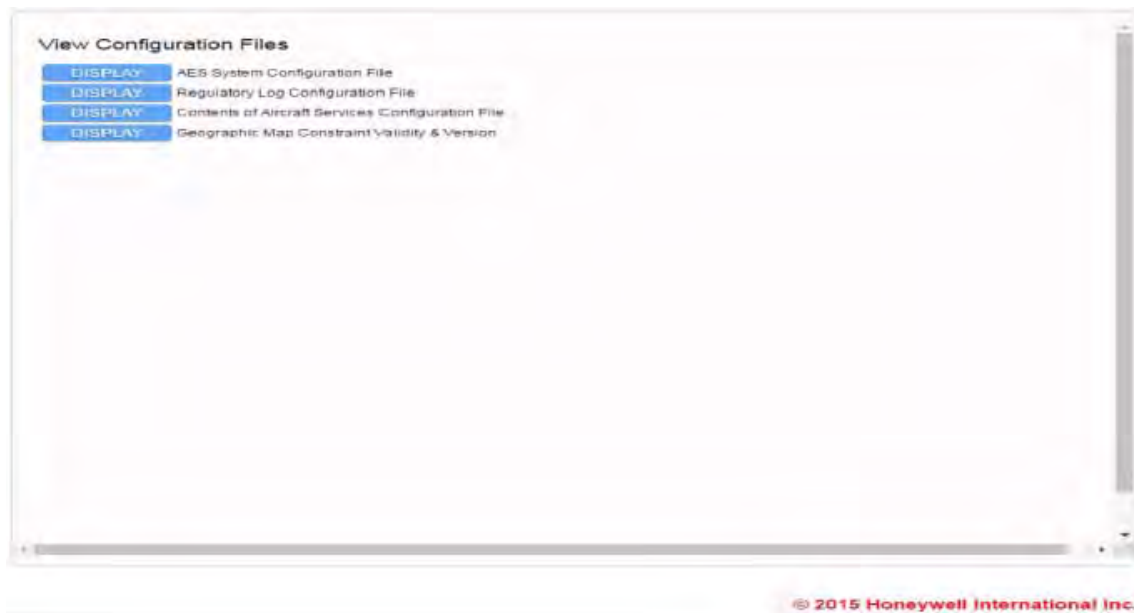 View Configuration Files
DISPLAY AES System Configuration File
DISPLAY Regulatory Log Configuration File
DISPLAY Contents of Aircraft Services Configuration File
DISPLAY Geographic Map Constraint Validity & Version
© 2015 Honeywell International Inc